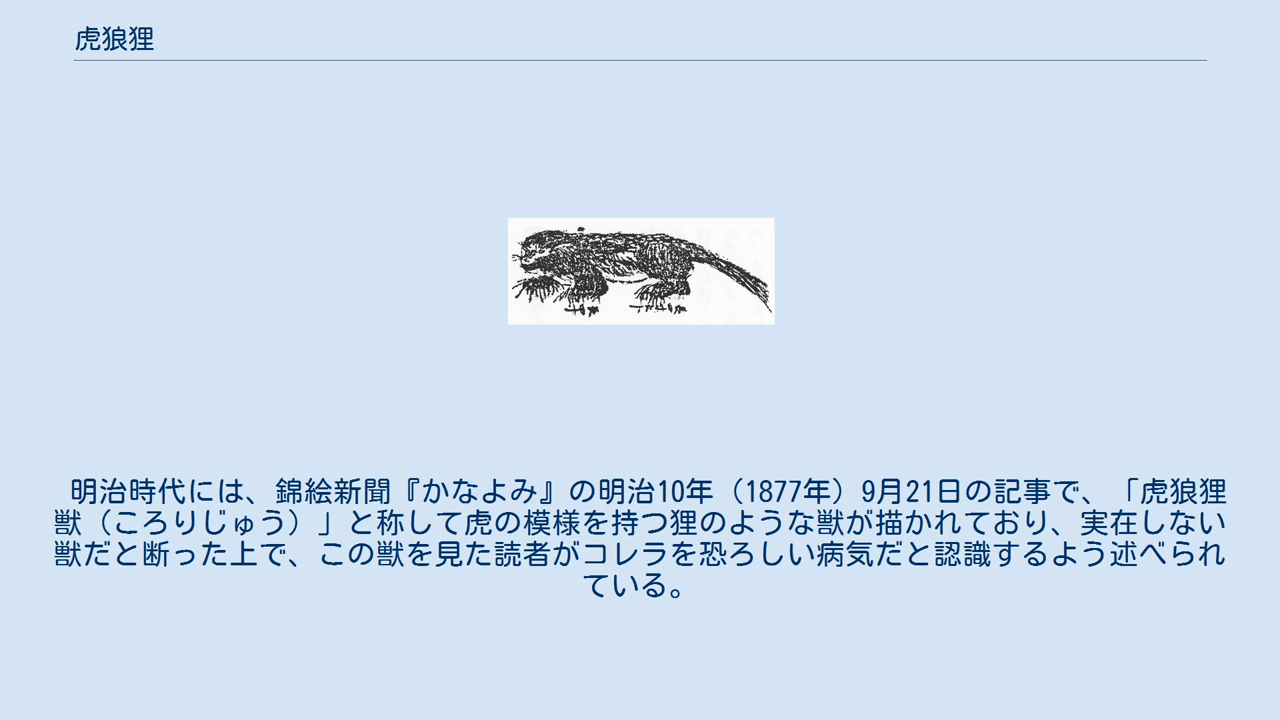 虎狼狸
明治時代には、錦絵新聞『かなよみ』の明治10年（1877年）9月21日の記事で、「虎狼狸
獣（ころりじゅう）」と称して虎の模様を持つ狸のような獣が描かれており、実在しない
獣だと断った上で、この獣を見た読者がコレラを恐ろしい病気だと認識するよう述べられ
ている。